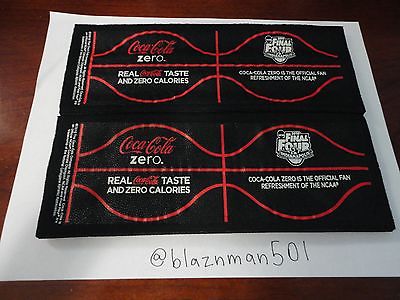 Coca-Cola
zero.
REAL Coca-Cola TASTE
AND ZERO CALORIES
FINAL
FOUR
COCA-COLA ZERO IS THE OFFICIAL FAN
REFRESHMENT OF THE NCAA®
Coca-Cola
zero.
REAL Coca-Cola TASTE
AND ZERO CALORIES
FINAL
FOUR
INDIANAPOLIS
COCA-COLA ZERO IS THE OFFICIAL FAN
REFRESHMENT OF THE NCAA®
@blaznman501